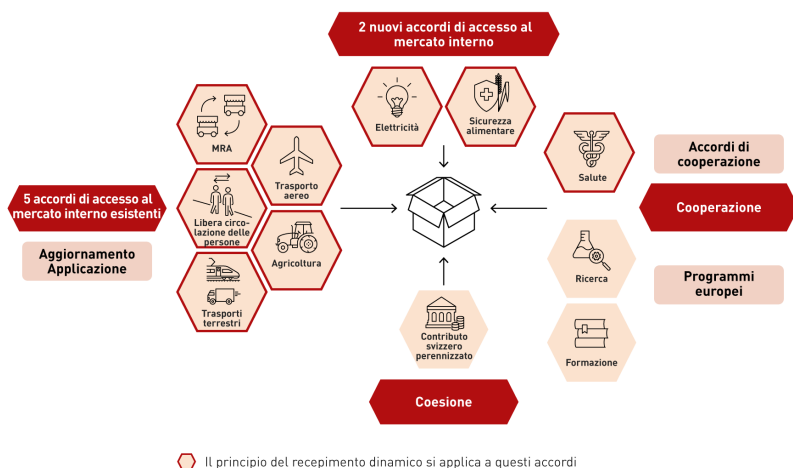 2 nuovi accordi di accesso al
mercato interno
Elettricità
Sicurezza
alimentare
MRA
Trasporto
aereo
Salute
Accordi di
cooperazione
5 accordi di accesso al
mercato interno esistenti
Libera circo-
lazione delle
persone
Cooperazione
Aggiornamento
Applicazione
Agricoltura
Ricerca
Programmi
europei
Trasporti
terrestri
Contributo
svizzero
perennizzato
Formazione
Coesione
Il principio del recepimento dinamico si applica a questi accordi